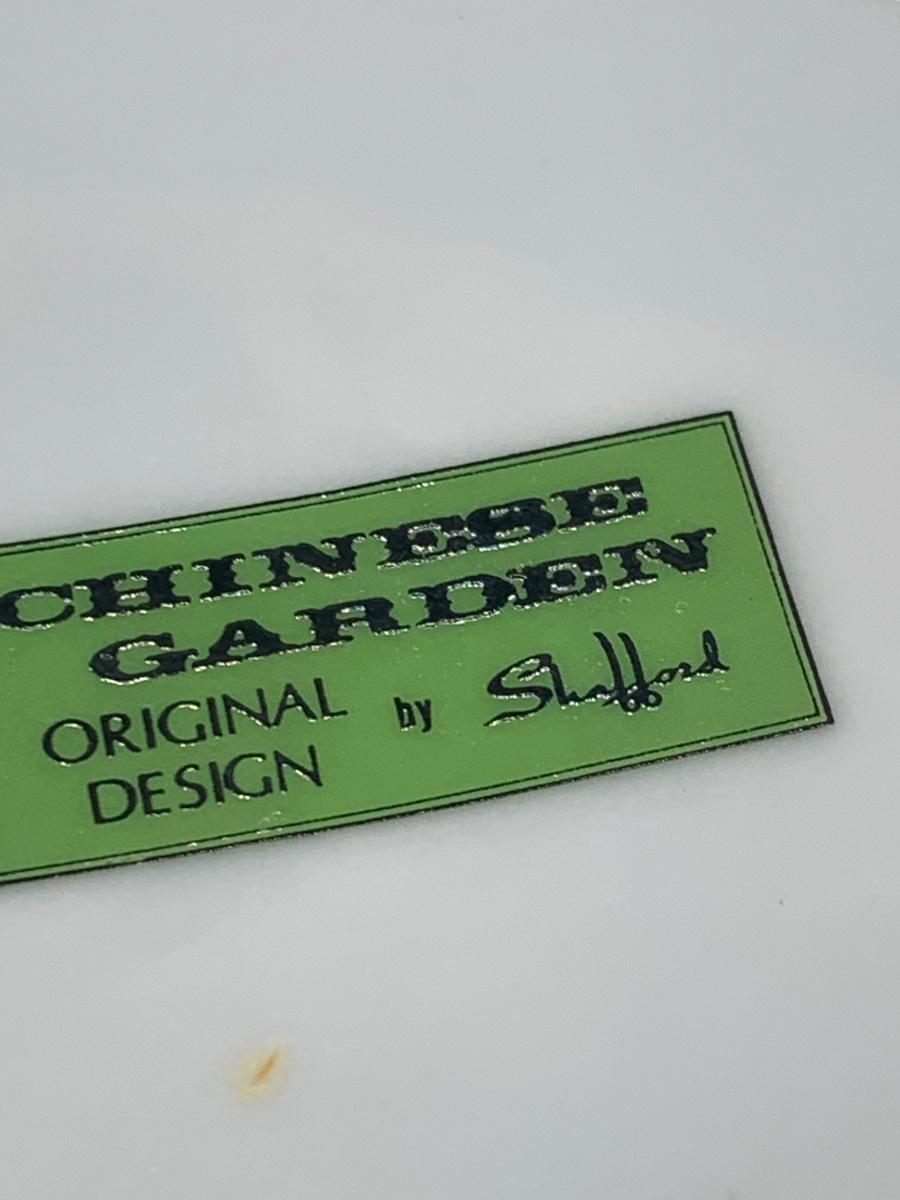 CHINESE
GARDEN
ORIGINAL
DESIGN
by Shafford